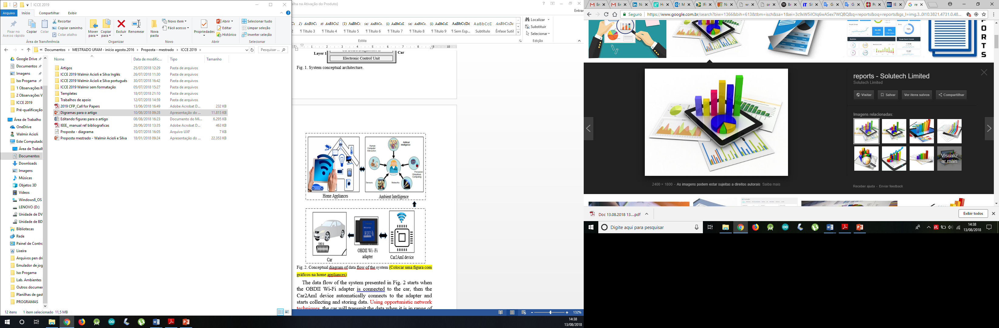 ICCE 2019
Arquivo
Início
Compartilhar
Exibir
Fixar no
Acesso rápido
Copiar
Colar
Recortar
Copiar caminho
Colar atalho
Área de Transferência
Mover
para
Copiar
para
Excluir
Renomear
Organizar
Nova
pasta
Novo item
Fácil acesso
Novo
Propriedades
Abrir
Editar
Histórico
Abrir
Selecionar tudo
Limpar seleção
Inverter seleção
Selecionar
« Documentos > MESTRADO UFAM - início agosto.2016 > Proposta - mestrado > ICCE 2019 >
Pesquisar ...
Google Drive
Documentos
Imagens
Iso Progama
1 Observações R
2 Observações V
ICCE 2019
Pré-qualificação
Área de Trabalho
OneDrive
Walmir Acioli
Este Computado
Área de Trabalh
Documentos
Downloads
Imagens
Músicas
Objetos 3D
Vídeos
Windows8_OS
LENOVO (D:)
Unidade de DV
Unidade de BD
Bibliotecas
Rede
Painel de Contro
Lixeira
Arquivos pen dri
Emulador de jog
Iso Progama
Lab. Ambientes
Outros documer
Planilhas de gast
PROGRAMAS
Nome Data de modific... Tipo Tamanho
Artigos 25/07/2018 12:29 Pasta de arquivos
ICCE 2019 Walmir Acioli e Silva Inglês 26/07/2018 11:30 Pasta de arquivos
ICCE 2019 Walmir Acioli e Silva português 30/07/2018 16:42 Pasta de arquivos
ICCE 2019 Walmir sem formatação 05/07/2018 15:27 Pasta de arquivos
Templetes 18/07/2018 21:10 Pasta de arquivos
Trabalhos de apoio 12/07/2018 14:59 Pasta de arquivos
2019 CFP_Call for Papers 13/06/2018 16:49 Adobe Acrobat D... 232 KB
Digramas para o artigo 10/08/2018 09:28 Apresentação do ... 11.815 KB
Editando figuras para o artigo 08/08/2018 16:23 Documento do Mi... 6.295 KB
IEEE_ manual ref bibliograficas 28/06/2018 13:35 Adobe Acrobat D... 463 KB
Proposta - diagrama 10/07/2018 16:05 Arquivo UXF 7 KB
Proposta mestrado - Walmir Acioli e Silva 18/01/2018 09:24 Apresentação do ... 22.353 KB
12 itens 1 item selecionado 11,5 MB
alha na Ativação do Produto)
Entrar
¶ Título 3
¶ Título 4
¶ Título 5
¶ Título 6
¶ Título 7
¶ Título 8
¶ Título 9
¶ Sem Esp...
Subtítulo
Ênfase Sutil
Estilo
Localizar
Substituir
Selecionar
Edição
Layer 1
Car
Electronic Control Unit
Fig. 1. System conceptual architecture.
Human
Computer
Interaction
Artificial
Intelligence
Pervasive
Ubiquitous
Computing
Sensors
Networks
Home Appliances
Ambient Intelligence
OBD II
WIFI
Car
OBDII Wi -Fi
adapter
Car2AmI device
Fig. 2. Conceptual diagram of data flow of the system (Colocar uma figura com
gráficos na home appliances)
The data flow of the system presented in Fig. 2 starts when
the OBDII Wi-Fi adapter is connected to the car, then the
Car2AmI device automatically connects to the adapter and
starts collecting and storing data. Using opportunistic network
techniques, the car will transmit the data when it is in range of
132%
14:38
13/08/2018
Seguro
https://www.google.com.br/search?biw=1366&bih=613&tbm=isch&sa=1&ei=3c9xW5iIOIq6wASex7WQBQ&q=reports&oq=reports&gs_l=img.3..0l10.3821.4731.0.48...
PORTS
reports - Solutech Limited
Solutech Limited
Visitar
Salvar
Ver itens salvos
Compartilhar
Imagens relacionadas:
Visualiz
ar mais
2400 × 1800 - As imagens podem estar sujeitas a direitos autorais Saiba mais
Receber ajuda - Enviar feedback
Doc 13.08.2018 13....pdf
Exibir todos
Digite aqui para pesquisar
14:38
13/08/2018